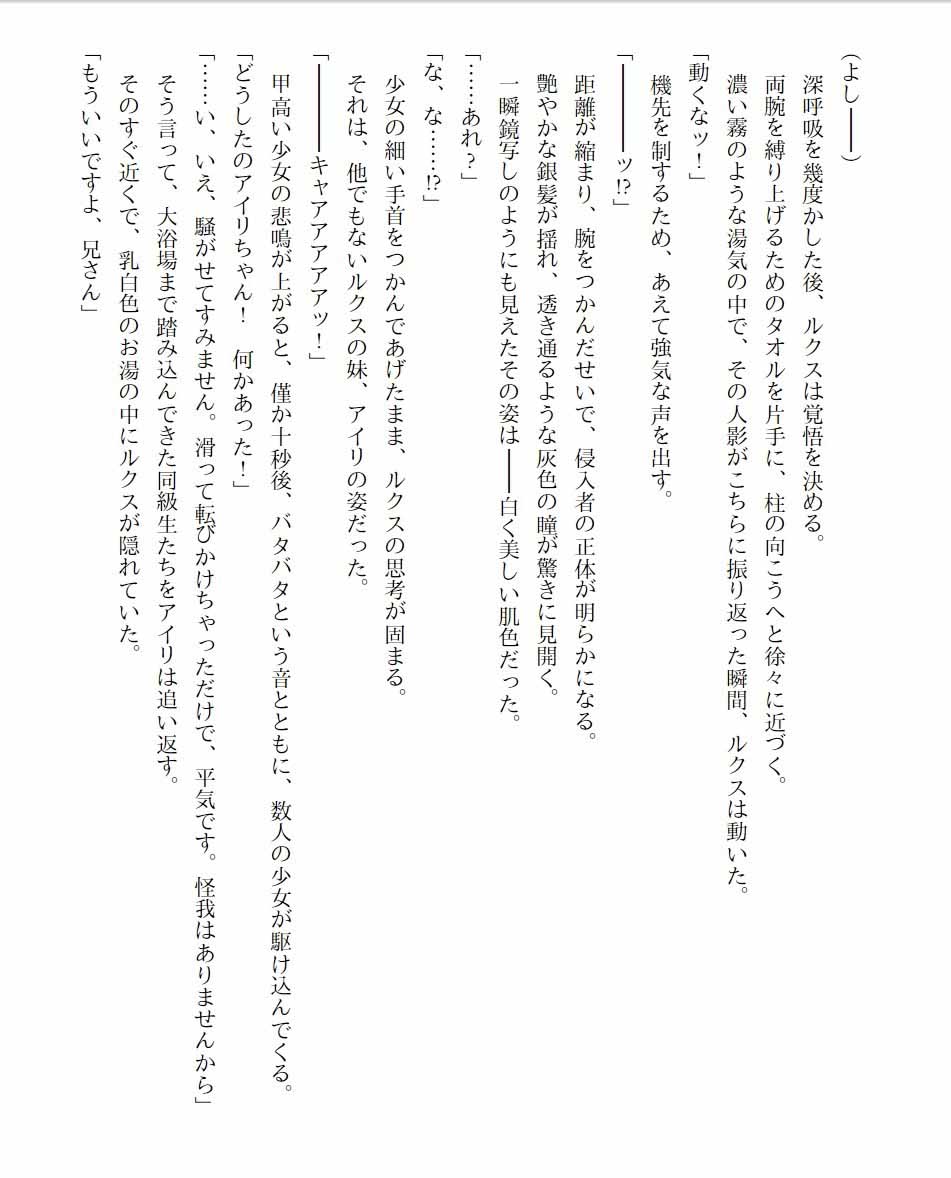 (よし――)
深呼吸を幾度かした後、ルクスは覚悟を決める。
両腕を縛り上げるためのタオルを片手に、柱の向こうへと徐々に近づく。
濃い霧のような湯気の中で、その人影がこちらに振り返った瞬間、ルクスは動いた。
「動くなッ！」
機先を制するため、あえて強気な声を出す。
「――ッ!?」
距離が縮まり、腕をつかんだせいで、侵入者の正体が明らかになる。
艶やかな銀髪が揺れ、透き通るような灰色の瞳が驚きに見開く。
一瞬鏡写しのようにも見えたその姿は――白く美しい肌色だった。
「……あれ？」
「な、な……!?」
少女の細い手首をつかんであげたまま、ルクスの思考が固まる。
それは、他でもないルクスの妹、アイリの姿だった。
「――キャアアアアアッ！」
甲高い少女の悲鳴が上がると、僅か十秒後、バタバタという音とともに、数人の少女が駆け込んでくる。
「どうしたのアイリちゃん！　何かあった！」
「……い、いえ、騒がせてすみません。滑って転びかけちゃっただけで、平気です。怪我はありませんから」
そう言って、大浴場まで踏み込んできた同級生たちをアイリは追い返す。
そのすぐ近くで、乳白色のお湯の中にルクスが隠れていた。
「もういいですよ、兄さん」